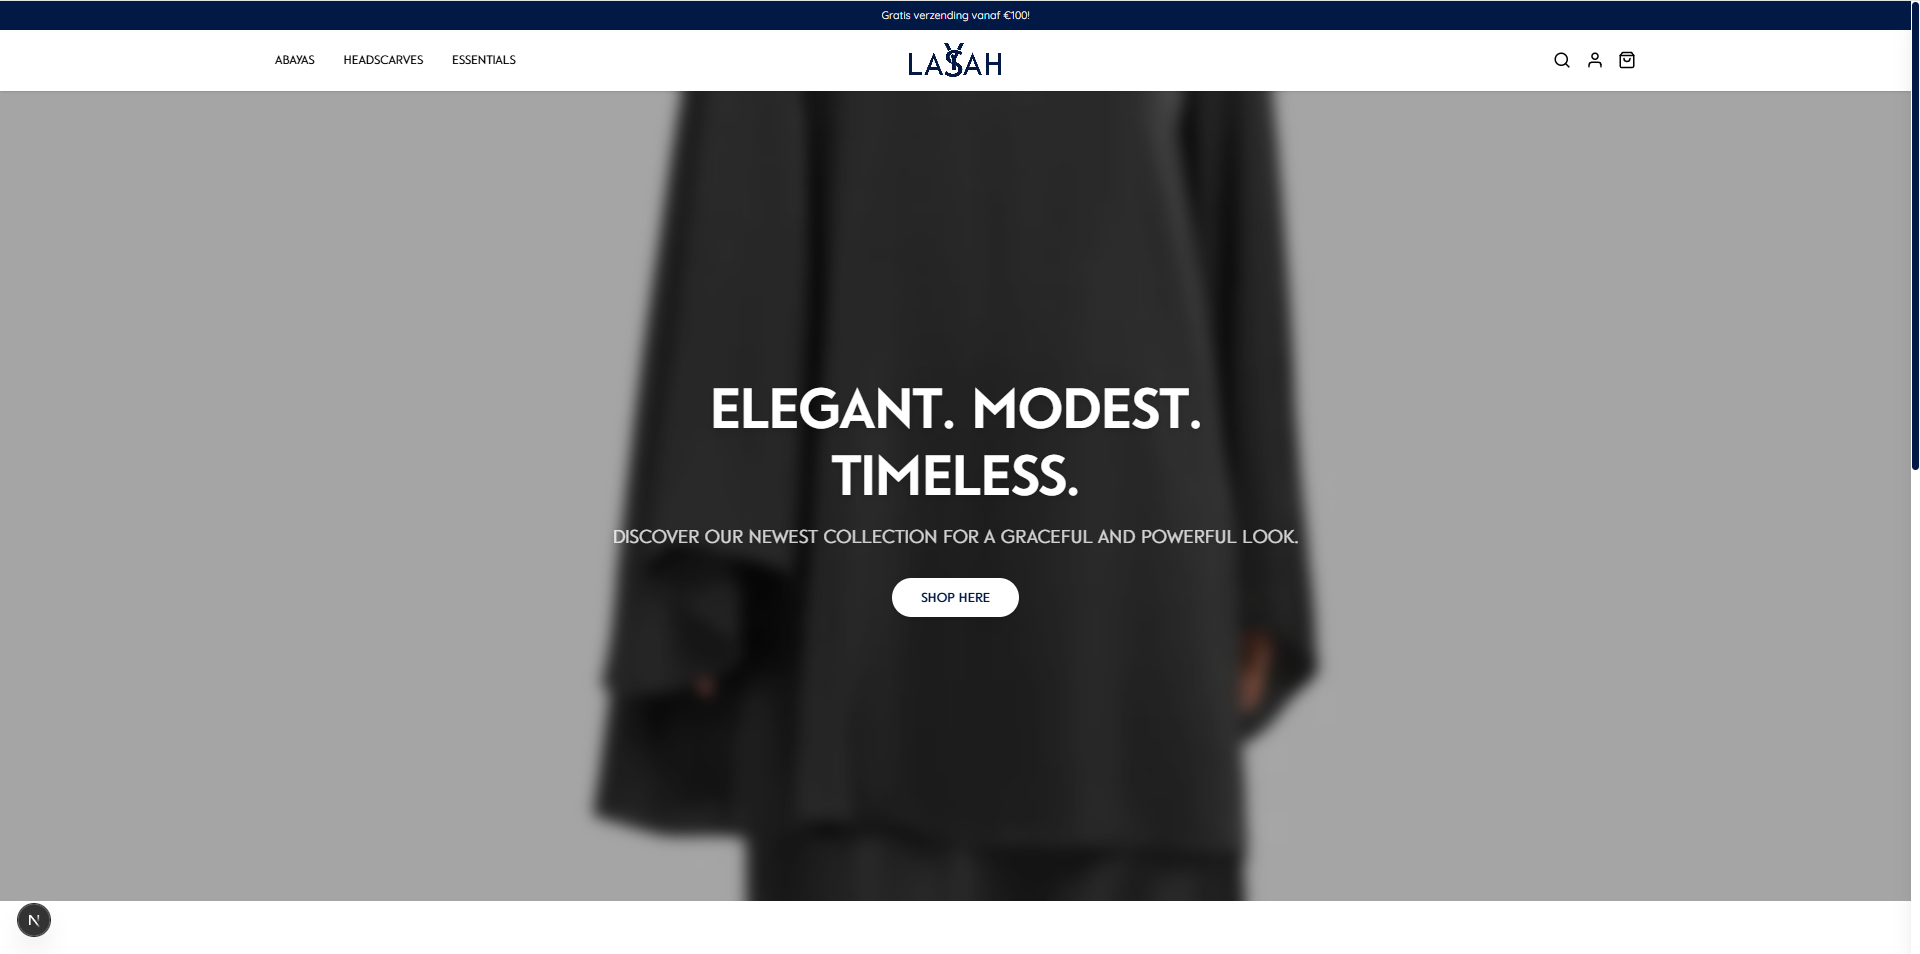 Gratis verzending vanaf €100!
ABAYAS HEADSCARVES ESSENTIALS
LAYSAH
ELEGANT. MODEST.
TIMELESS.
DISCOVER OUR NEWEST COLLECTION FOR A GRACEFUL AND POWERFUL LOOK.
SHOP HERE
N